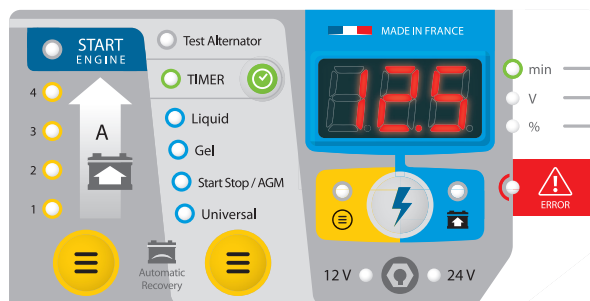 START
ENGINE
4
3
2
1
A
Automatic
Recovery
Test Alternator
TIMER
Liquid
Gel
Start Stop / AGM
Universal
MADE IN FRANCE
12.5
min
V
%
ERROR
12 V
24 V